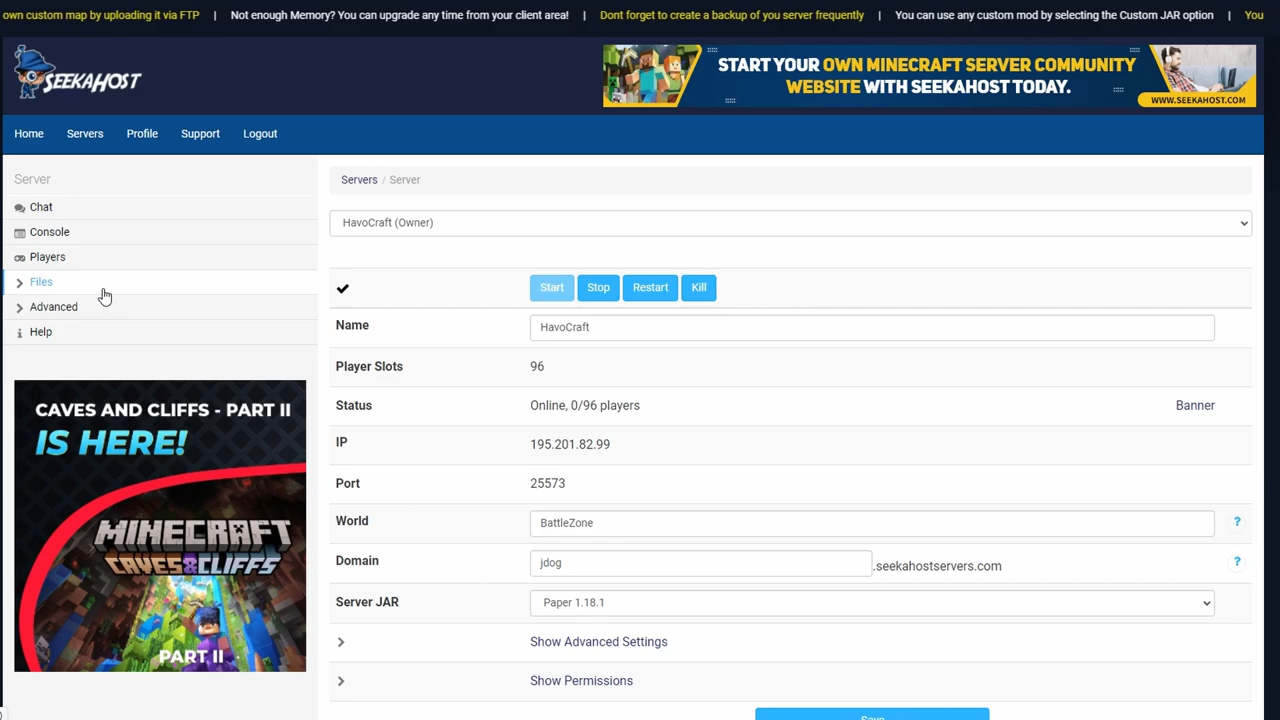 own custom map by uploading it via FTP | Not enough Memory? You can upgrade any time from your client area! | Dont forget to create a backup of you server frequently | You can use any custom mod by selecting the Custom JAR option | You
SEEKAHOST
START YOUR OWN MINECRAFT SERVER COMMUNITY
WEBSITE WITH SEEKAHOST TODAY.
WWW.SEEKAHOST.COM
Home Servers Profile Support Logout
Server
Chat
Console
Players
Files
Advanced
Help
CAVES AND CLIFFS - PART II
IS HERE!
MINECRAFT
CAVES & CLIFFS
PART II
Servers / Server
HavoCraft (Owner)
Start Stop Restart Kill
Name HavoCraft
Player Slots 96
Status Online, 0/96 players Banner
IP 195.201.82.99
Port 25573
World BattleZone ?
Domain jdog .seekahostservers.com ?
Server JAR Paper 1.18.1
Show Advanced Settings
Show Permissions
Save